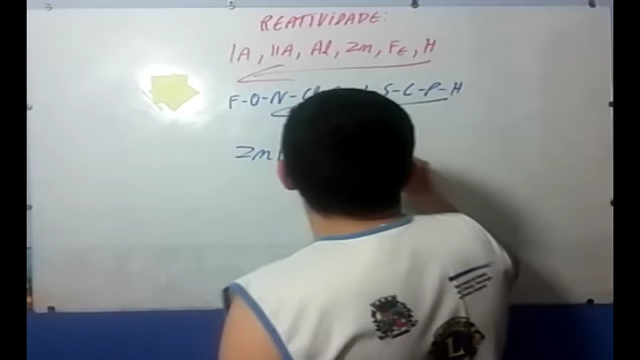 REATIVIDADE:
IA, IIA, Al, Zn, Fe, H
F-O-N-Cl S-C-P-H
Zn